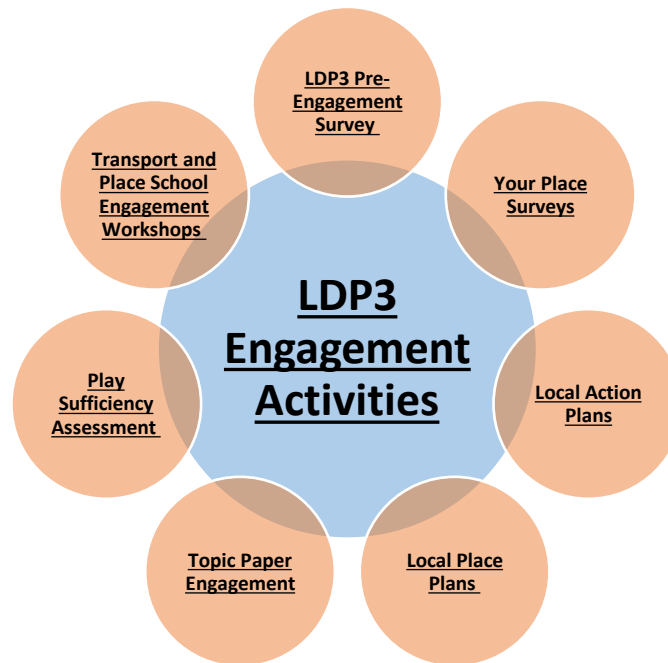 LDP3 Pre-
Engagement
Survey
Transport and
Place School
Engagement
Workshops
Your Place
Surveys
LDP3
Engagement
Activities
Play
Sufficiency
Assessment
Local Action
Plans
Topic Paper
Engagement
Local Place
Plans